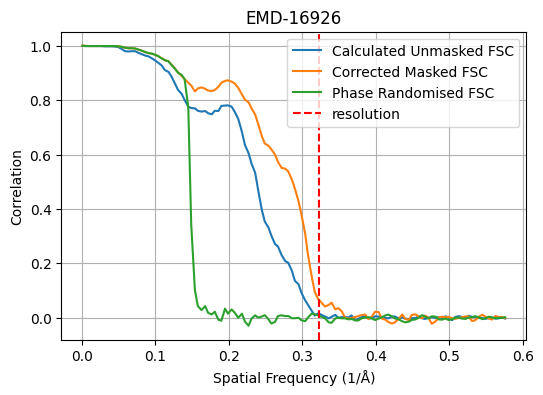 EMD-16926
Calculated Unmasked FSC
Corrected Masked FSC
Phase Randomised FSC
resolution
Correlation
1.0
0.8
0.6
0.4
0.2
0.0
0.0 0.1 0.2 0.3 0.4 0.5 0.6
Spatial Frequency (1/Å)